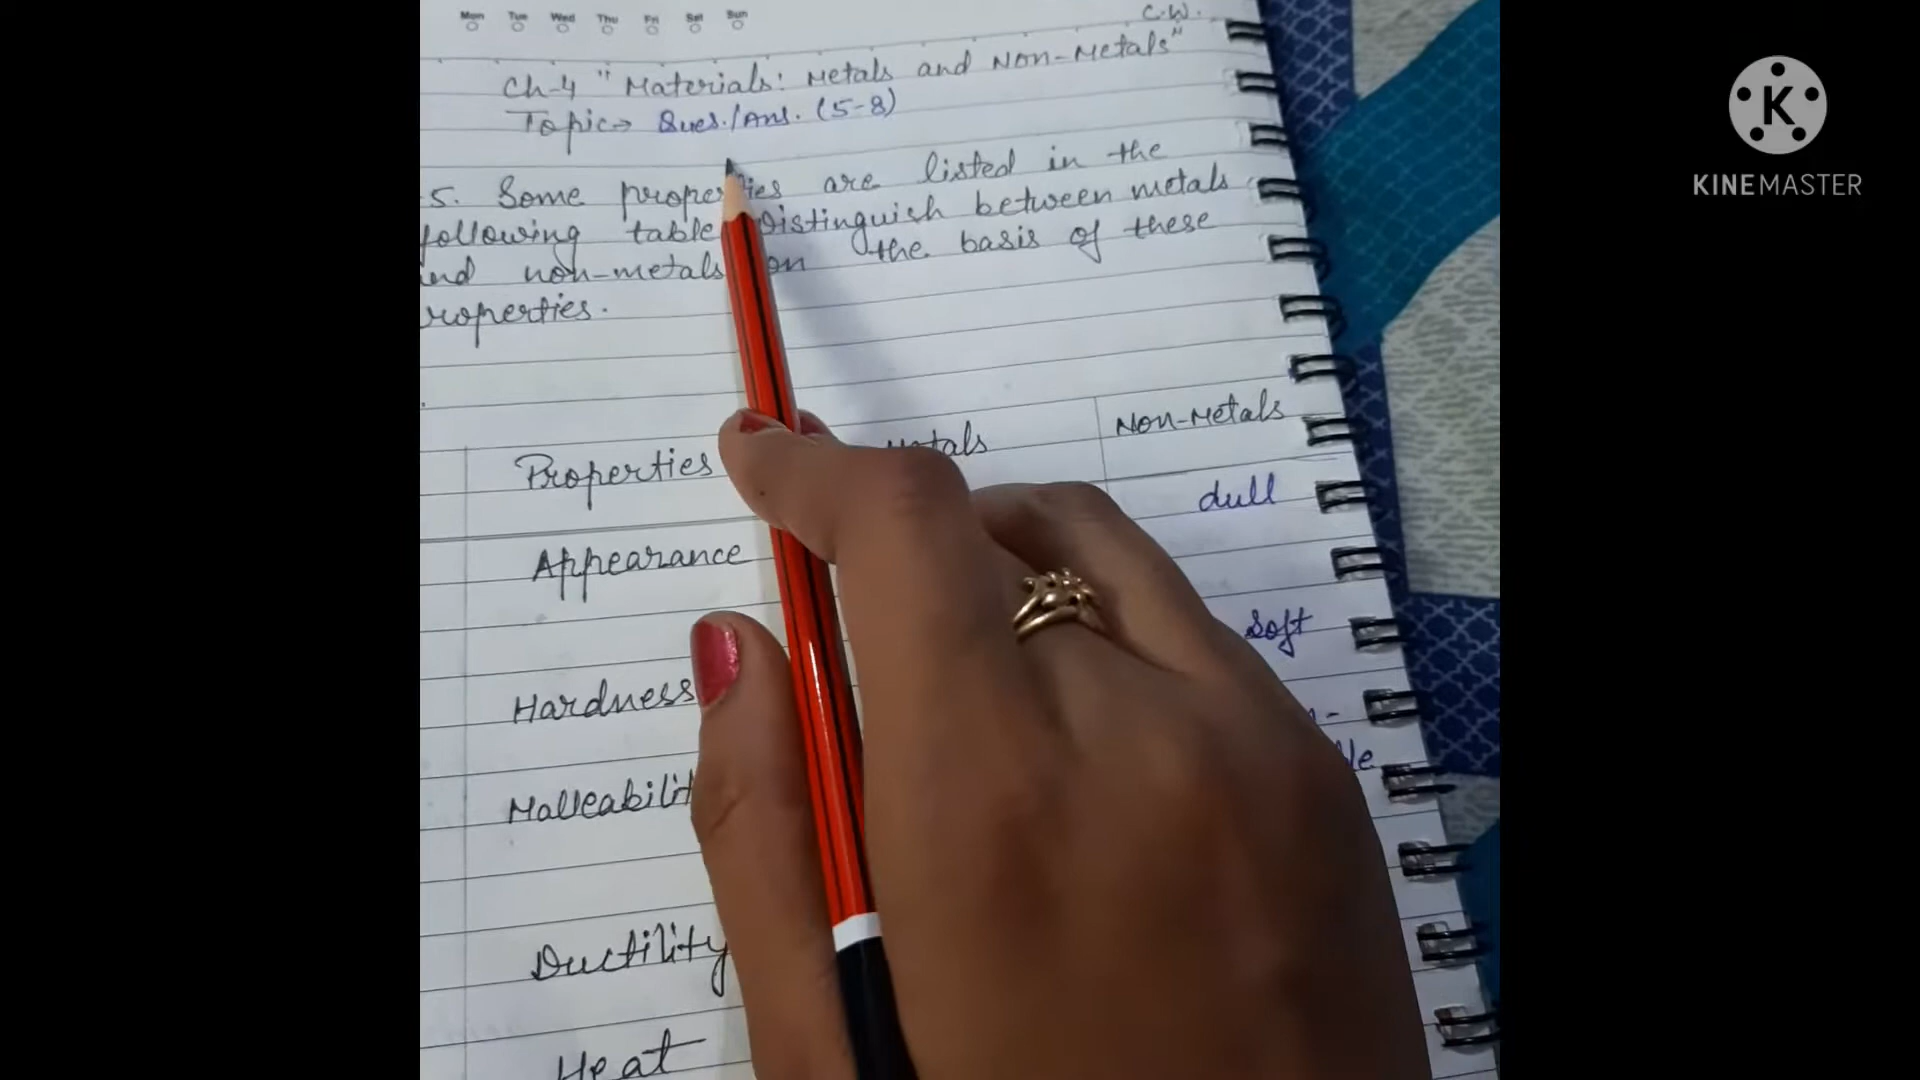 Mon Tue Wed Thu Fri Sat Sun
C.W.
Ch-4 "Materials: Metals and Non-Metals"
Topic→ Ques./Ans. (5-8)
5. Some properties are listed in the
following table Distinguish between metals
and non-metals on the basis of these
properties.
Properties Metals Non-Metals
Appearance dull
Hardness soft
Malleability
Ductility
Heat
K
KINEMASTER